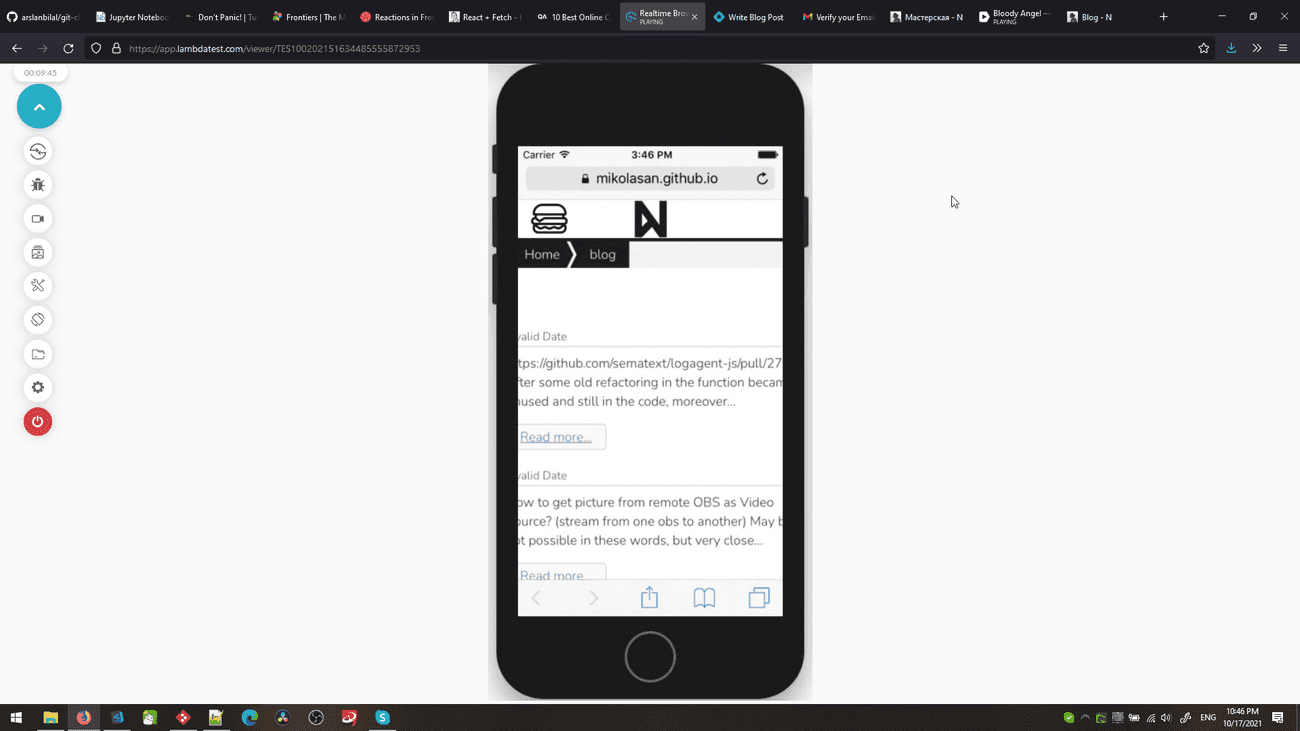 arslanbilal/git-c
Jupyter Notebo
Don't Panic! | Tu
Frontiers | The M
Reactions in Fro
React + Fetch -
QA 10 Best Online C
Realtime Brow
PLAYING
Write Blog Post
Verify your Emai
Мастерская - N
Bloody Angel —
PLAYING
Blog - N
https://app.lambdatest.com/viewer/TES100202151634485555872953
00:09:45
Carrier 3:46 PM
mikolasan.github.io
N
Home blog
valid Date
tps://github.com/sematext/logagent-js/pull/27
fter some old refactoring in the function becam
nused and still in the code, moreover...
Read more...
valid Date
ow to get picture from remote OBS as Video
ource? (stream from one obs to another) May b
ot possible in these words, but very close...
Read more...
ENG
10:46 PM
10/17/2021